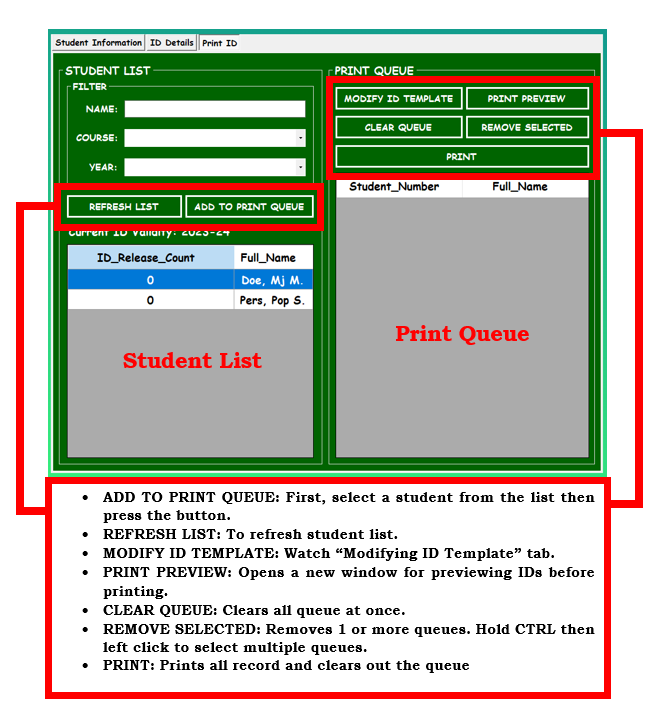 Student Information ID Details Print ID
STUDENT LIST
FILTER
NAME:
COURSE:
YEAR:
REFRESH LIST ADD TO PRINT QUEUE
Current ID Validity: 2023-24
ID_Release_Count Full_Name
0 Doe, Mj M.
0 Pers, Pop S.
Student List
PRINT QUEUE
MODIFY ID TEMPLATE PRINT PREVIEW
CLEAR QUEUE REMOVE SELECTED
PRINT
Student_Number Full_Name
Print Queue
• ADD TO PRINT QUEUE: First, select a student from the list then
press the button.
• REFRESH LIST: To refresh student list.
• MODIFY ID TEMPLATE: Watch “Modifying ID Template” tab.
• PRINT PREVIEW: Opens a new window for previewing IDs before
printing.
• CLEAR QUEUE: Clears all queue at once.
• REMOVE SELECTED: Removes 1 or more queues. Hold CTRL then
left click to select multiple queues.
• PRINT: Prints all record and clears out the queue